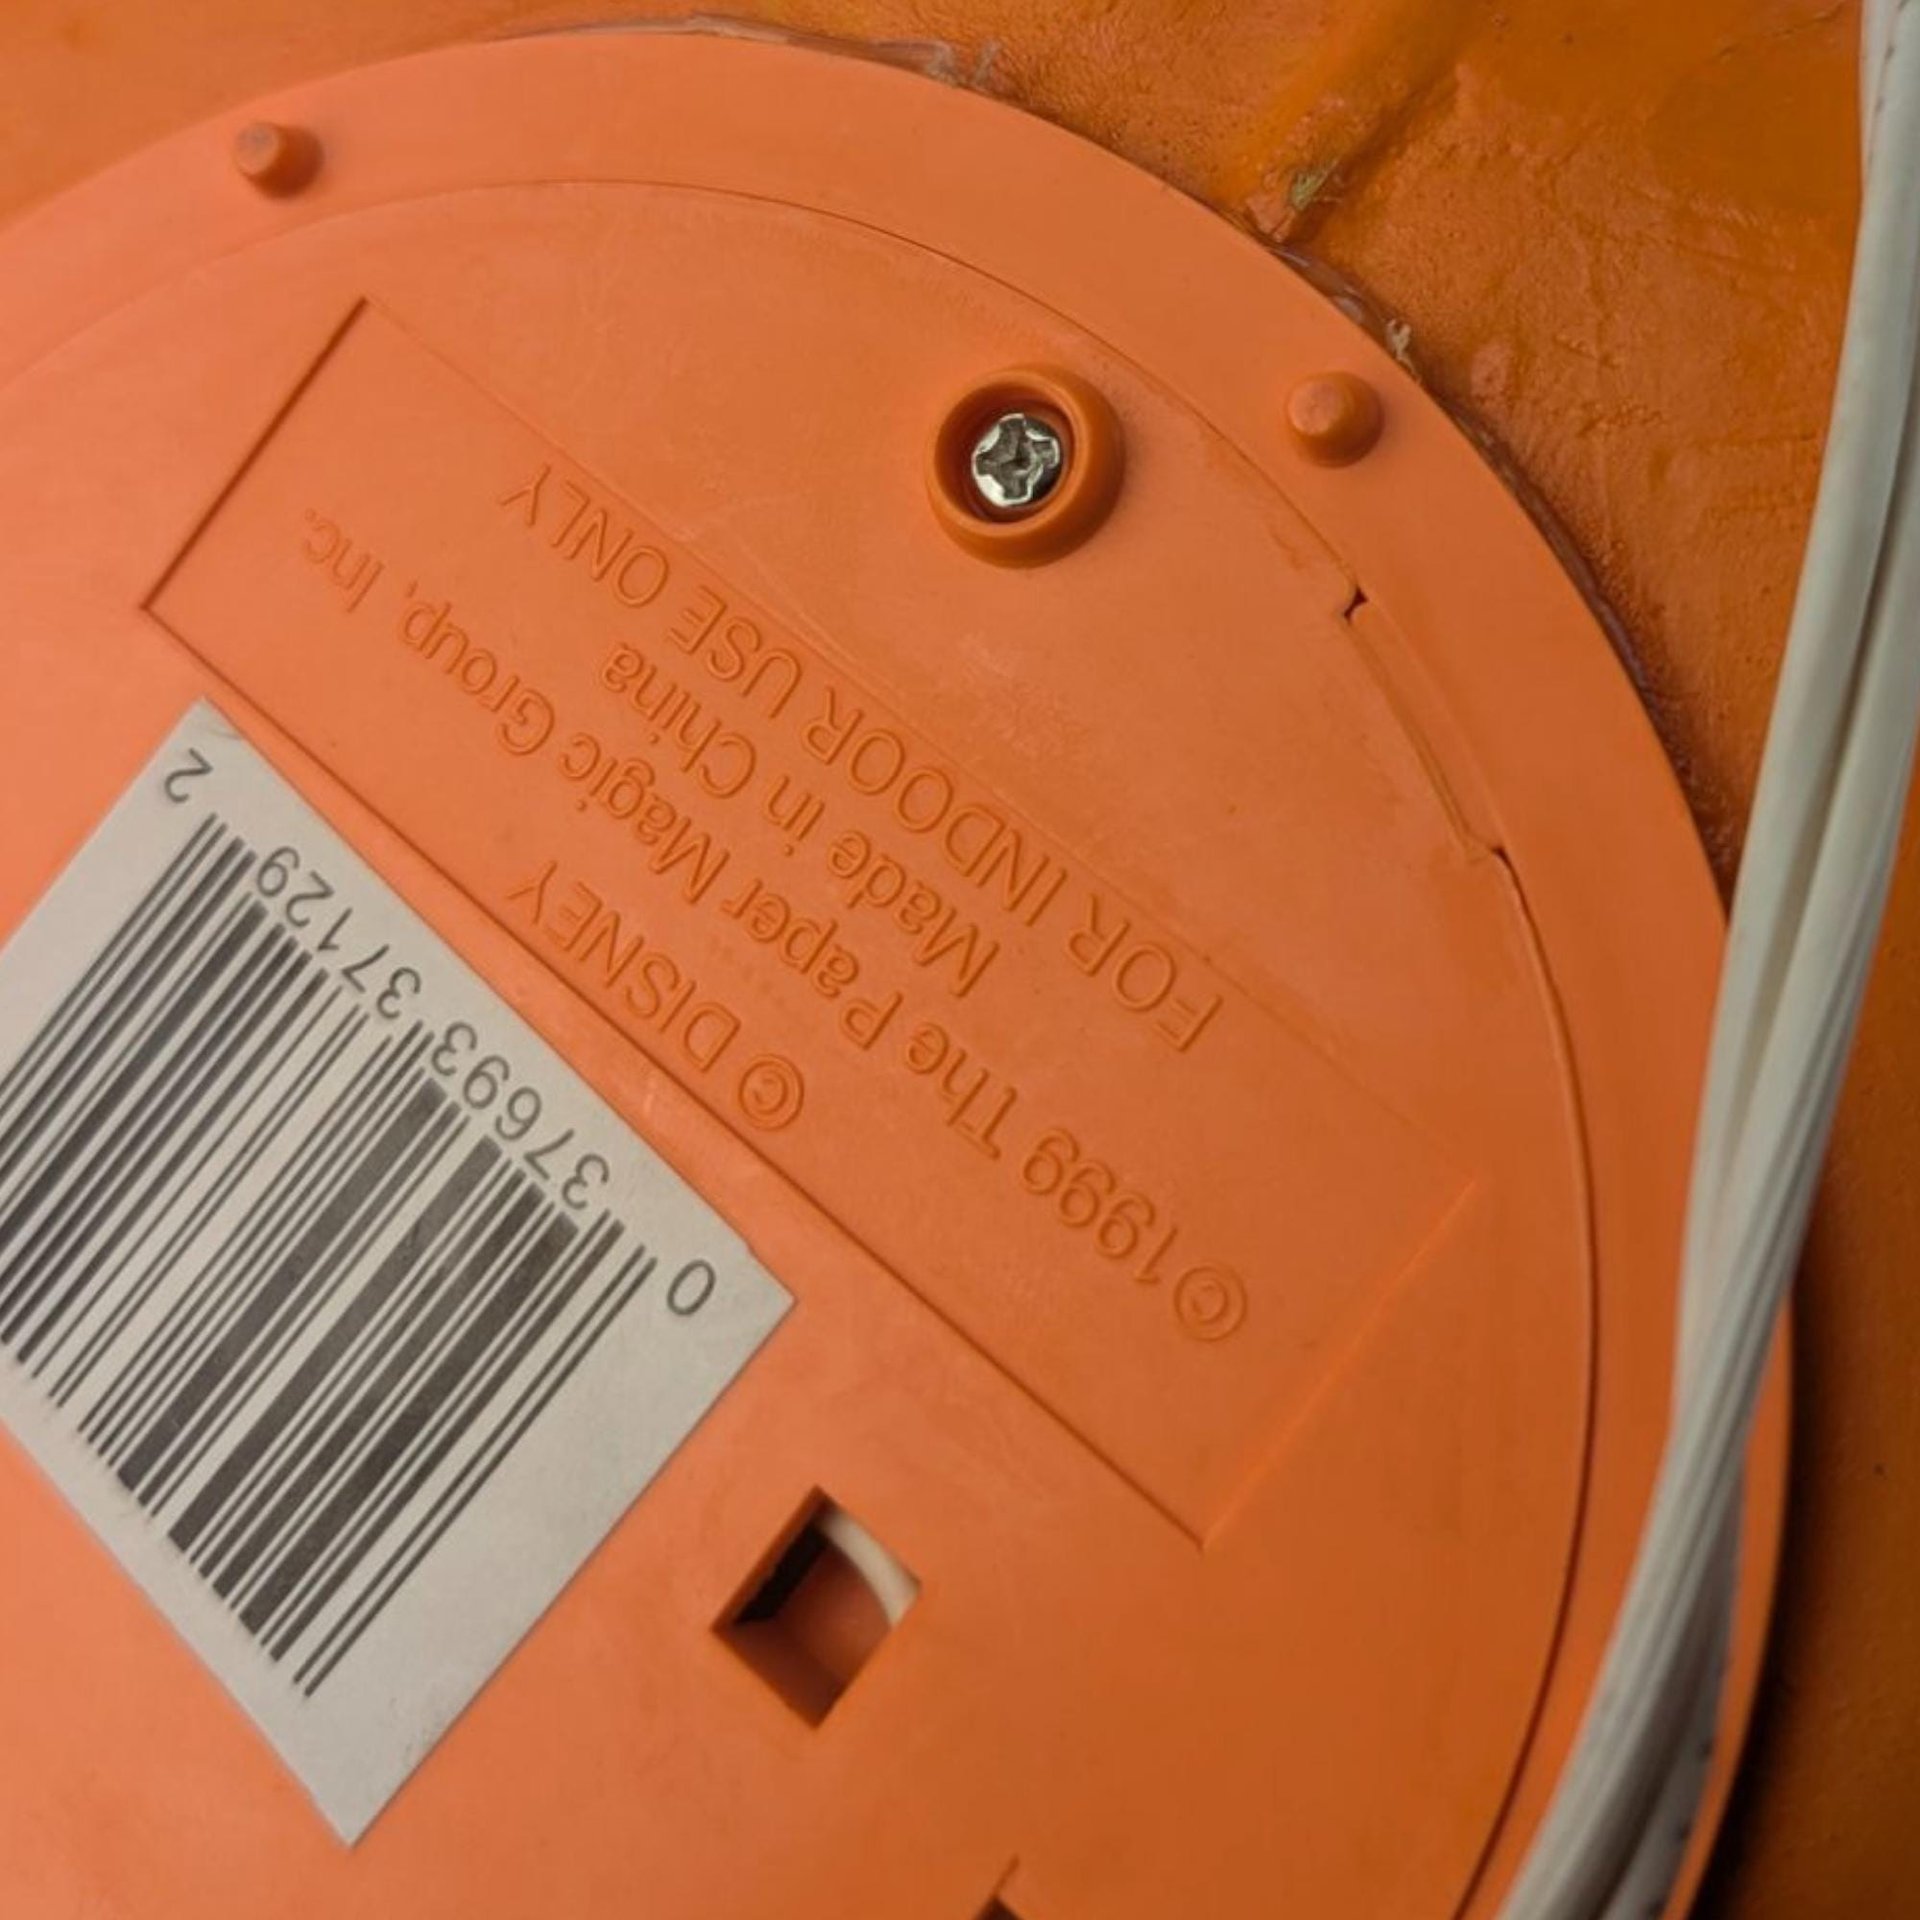 © DISNEY
©1999 The Paper Magic Group, Inc.
Made in China
FOR INDOOR USE ONLY
0 37693 37129 2